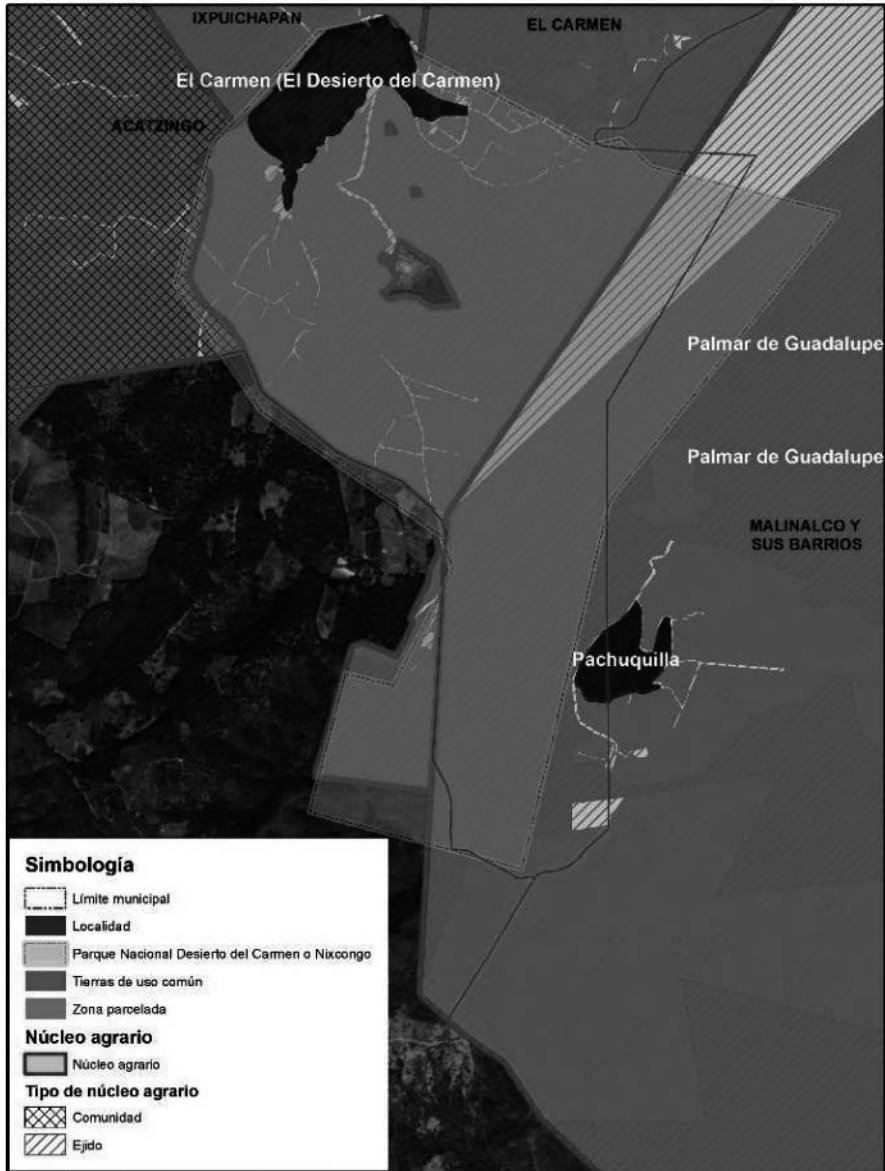 IXPUICHAPAN
EL CARMEN
El Carmen (El Desierto del Carmen)
ACATZINGO
Palmar de Guadalupe
Palmar de Guadalupe
MALINALCO Y
SUS BARRIOS
Pachuquilla
Simbología
Límite municipal
Localidad
Parque Nacional Desierto del Carmen o Nixcongo
Tierras de uso común
Zona parcelada
Núcleo agrario
Núcleo agrario
Tipo de núcleo agrario
Comunidad
Ejido